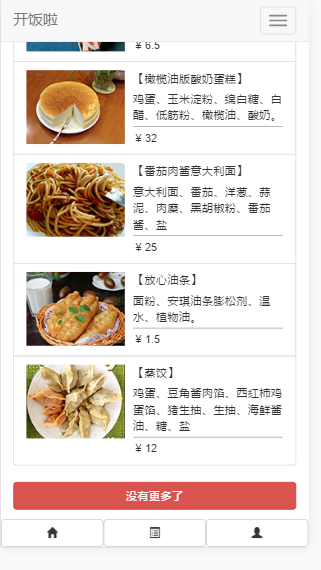 开饭啦
¥ 6.5
【橄榄油版酸奶蛋糕】
鸡蛋、玉米淀粉、绵白糖、白
醋、低筋粉、橄榄油、酸奶。
¥ 32
【番茄肉酱意大利面】
意大利面、番茄、洋葱、蒜
泥、肉糜、黑胡椒粉、番茄
酱、盐
¥ 25
【放心油条】
面粉、安琪油条膨松剂、温
水、植物油。
¥ 1.5
【蒸饺】
鸡蛋、豆角酱肉馅、西红柿鸡
蛋馅、猪生抽、生抽、海鲜酱
油、糖、盐
¥ 12
没有更多了